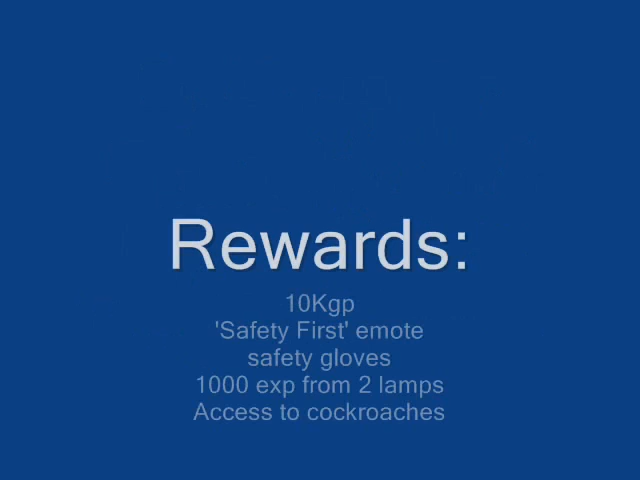 Rewards:
10Kgp
'Safety First' emote
safety gloves
1000 exp from 2 lamps
Access to cockroaches